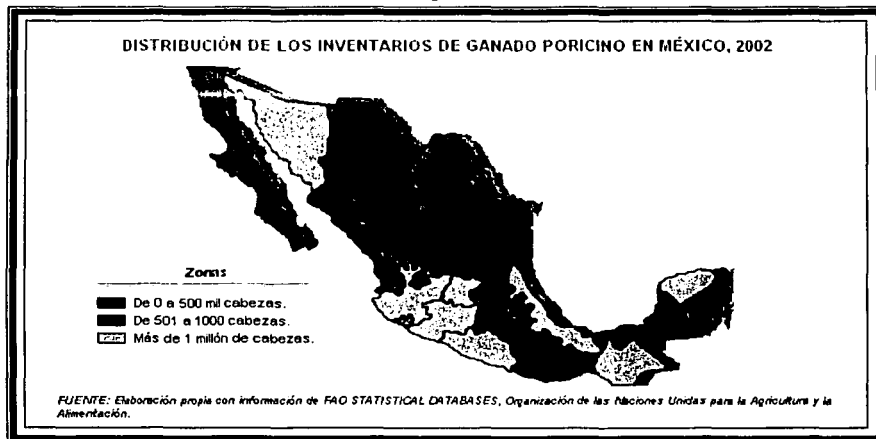 DISTRIBUCIÓN DE LOS INVENTARIOS DE GANADO PORICINO EN MÉXICO, 2002
Zonas
De 0 a 500 mil cabezas.
De 501 a 1000 cabezas.
Más de 1 millón de cabezas.
FUENTE: Elaboración propia con información de FAO STATISTICAL DATABASES, Organización de las Naciones Unidas para la Agricultura y la
Alimentación.